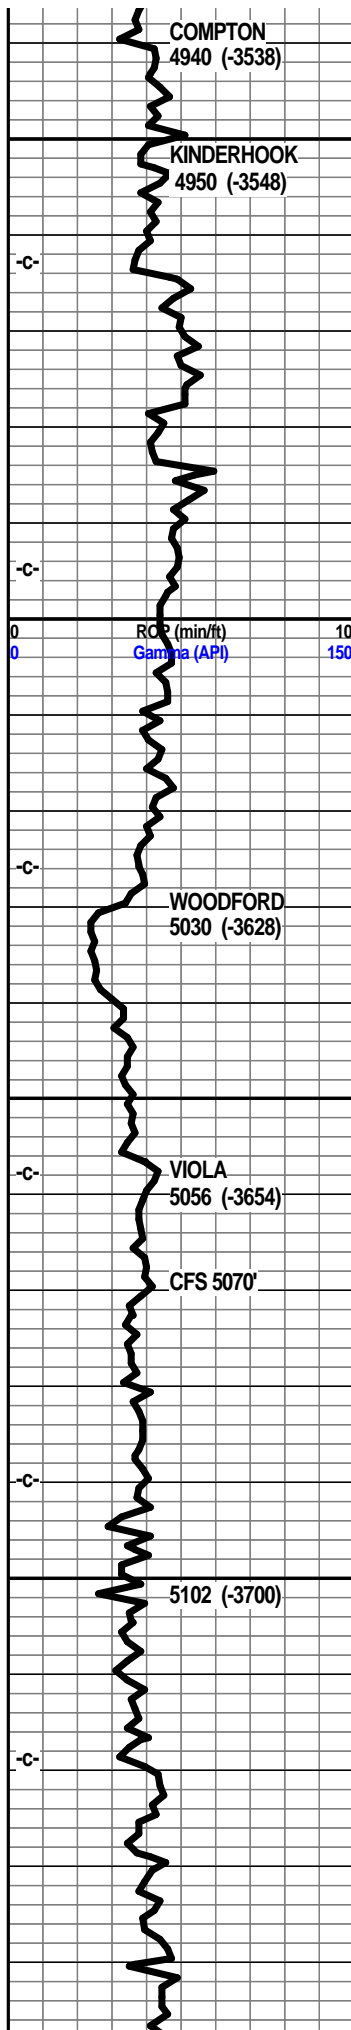 COMPTON
4940 (-3538)
KINDERHOOK
4950 (-3548)
-c-
-c-
0 ROP (min/ft) 10
0 Gamma (API) 150
-c-
WOODFORD
5030 (-3628)
-c-
VIOLA
5056 (-3654)
CFS 5070'
-c-
5102 (-3700)
-c-